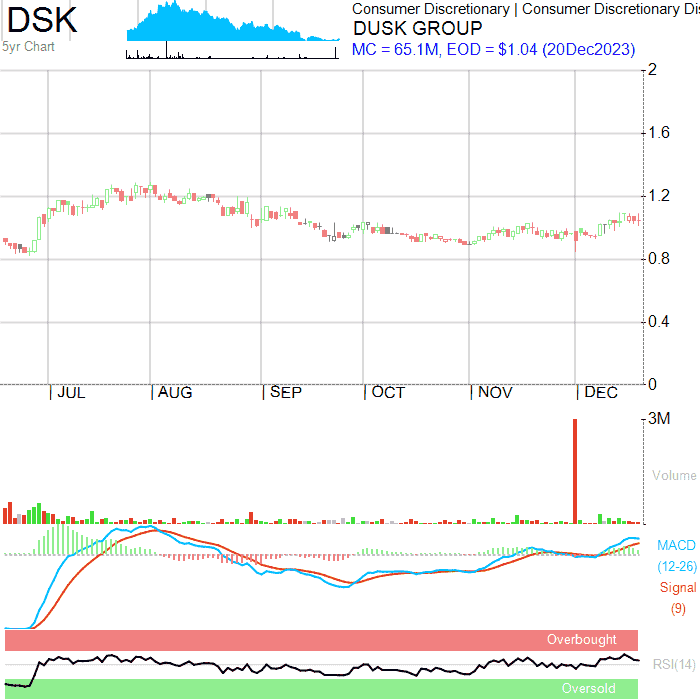 DSK
5yr Chart
Consumer Discretionary | Consumer Discretionary Dis
DUSK GROUP
MC = 65.1M, EOD = $1.04 (20Dec2023)
2
1.6
1.2
0.8
0.4
0
JUL
AUG
SEP
OCT
NOV
DEC
3M
Volume
MACD
(12-26)
Signal
(9)
Overbought
RSI(14)
Oversold